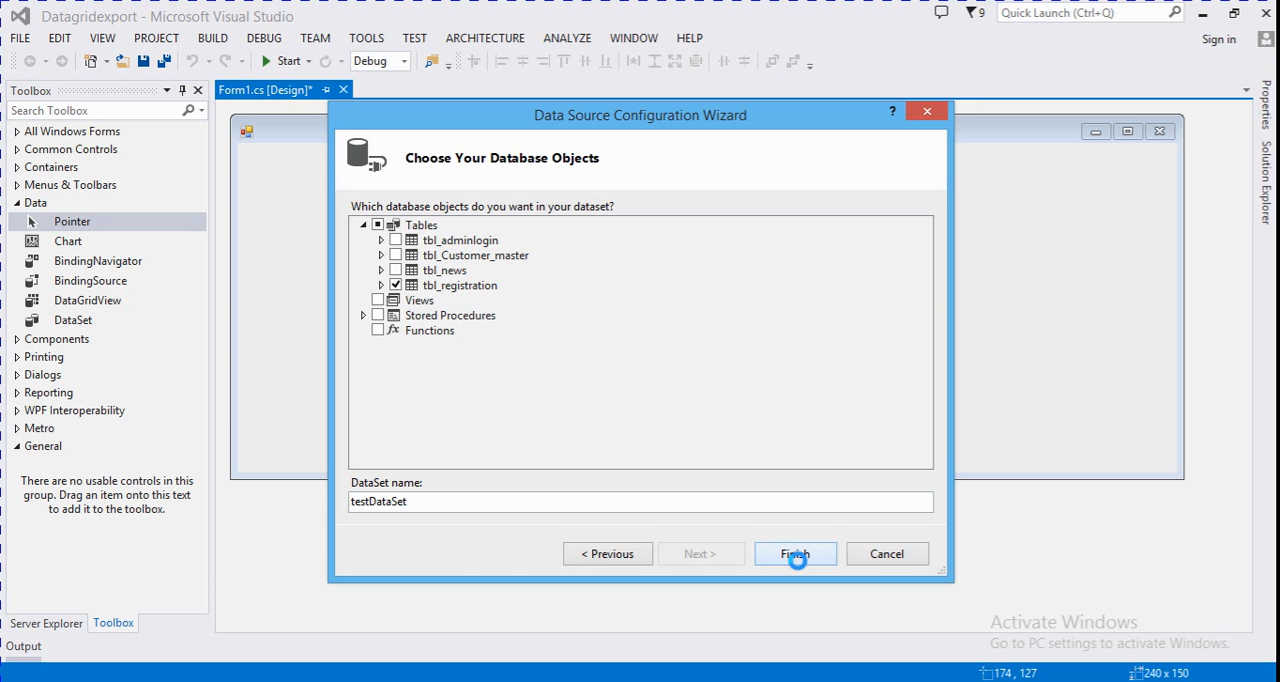 Datagridexport - Microsoft Visual Studio
9
Quick Launch (Ctrl+Q)
FILE EDIT VIEW PROJECT BUILD DEBUG TEAM TOOLS TEST ARCHITECTURE ANALYZE WINDOW HELP
Sign in
Start
Debug
Toolbox
Form1.cs [Design]*
Search Toolbox
All Windows Forms
Common Controls
Containers
Menus & Toolbars
Data
Pointer
Chart
BindingNavigator
BindingSource
DataGridView
DataSet
Components
Printing
Dialogs
Reporting
WPF Interoperability
Metro
General
There are no usable controls in this
group. Drag an item onto this text
to add it to the toolbox.
Server Explorer
Toolbox
Output
Data Source Configuration Wizard
?
Choose Your Database Objects
Which database objects do you want in your dataset?
Tables
tbl_adminlogin
tbl_Customer_master
tbl_news
tbl_registration
Views
Stored Procedures
fx Functions
DataSet name:
testDataSet
< Previous
Next >
Finish
Cancel
Properties
Solution Explorer
Activate Windows
Go to PC settings to activate Windows.
174 , 127
240 x 150